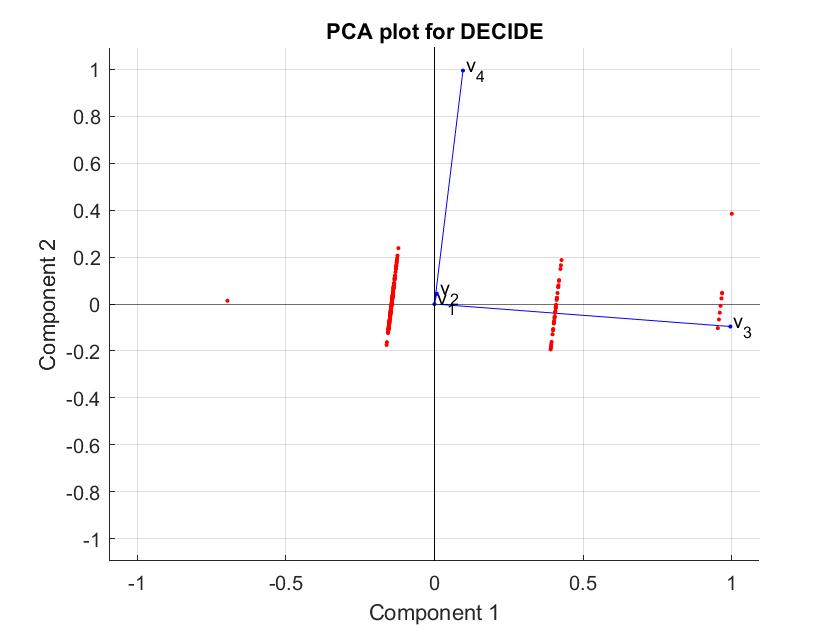 PCA plot for DECIDE
Component 2
1
0.8
0.6
0.4
0.2
0
-0.2
-0.4
-0.6
-0.8
-1
v4
v2
v1
v3
-1
-0.5
0
0.5
1
Component 1